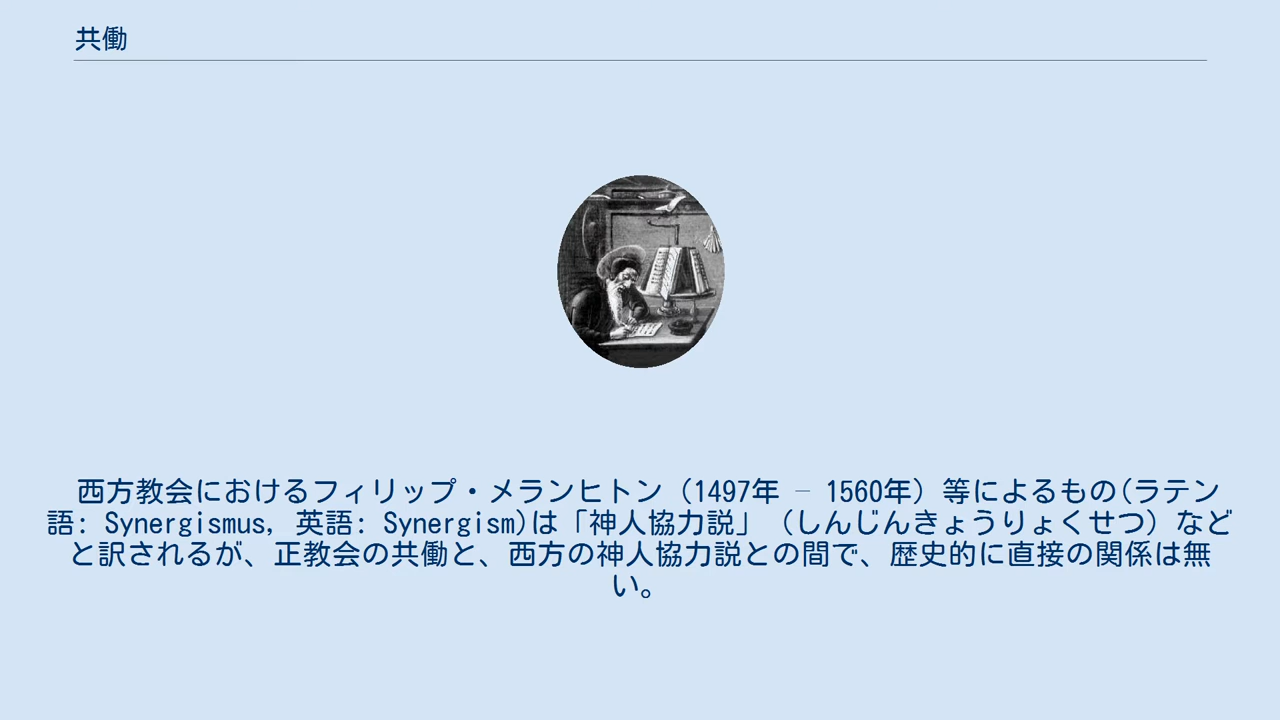 共働
西方教会におけるフィリップ・メランヒトン（1497年 – 1560年）等によるもの(ラテン
語: Synergismus, 英語: Synergism)は「神人協力説」（しんじんきょうりょくせつ）など
と訳されるが、正教会の共働と、西方の神人協力説との間で、歴史的に直接の関係は無
い。